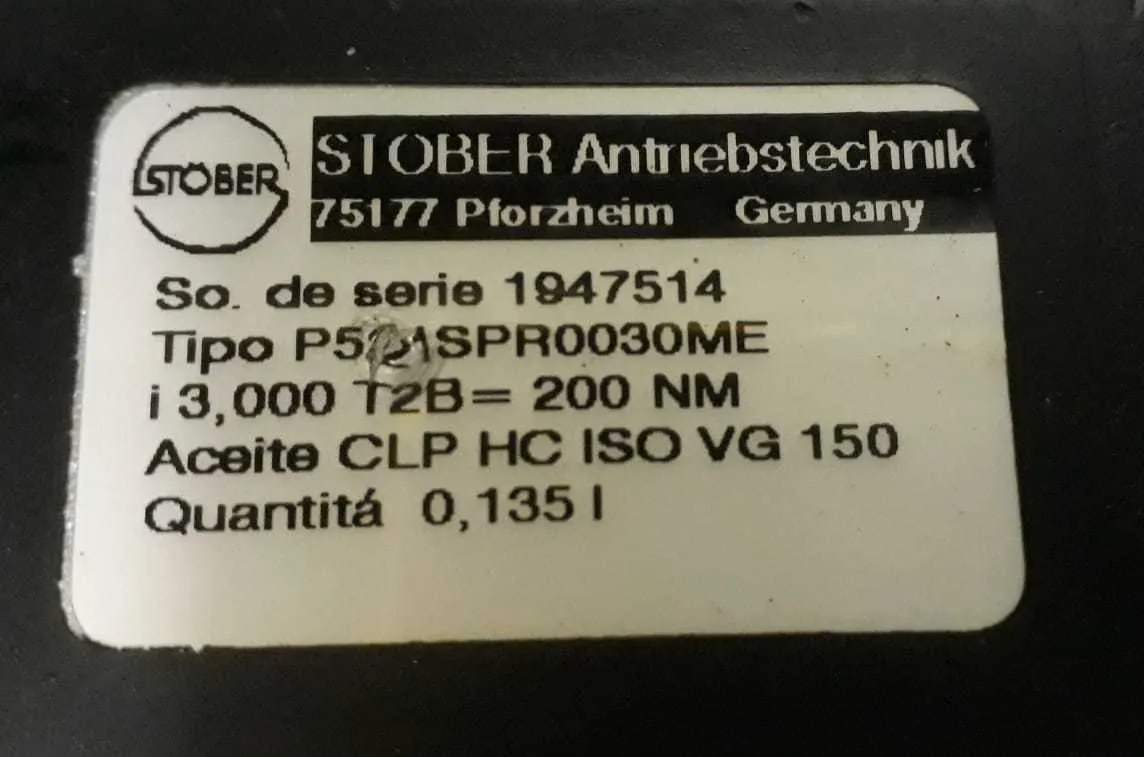 STÖBER
STOBER Antriebstechnik
75177 Pforzheim Germany
So. de serie 1947514
Tipo P521SPR0030ME
i 3,000 T2B= 200 NM
Aceite CLP HC ISO VG 150
Quantitá 0,135 l